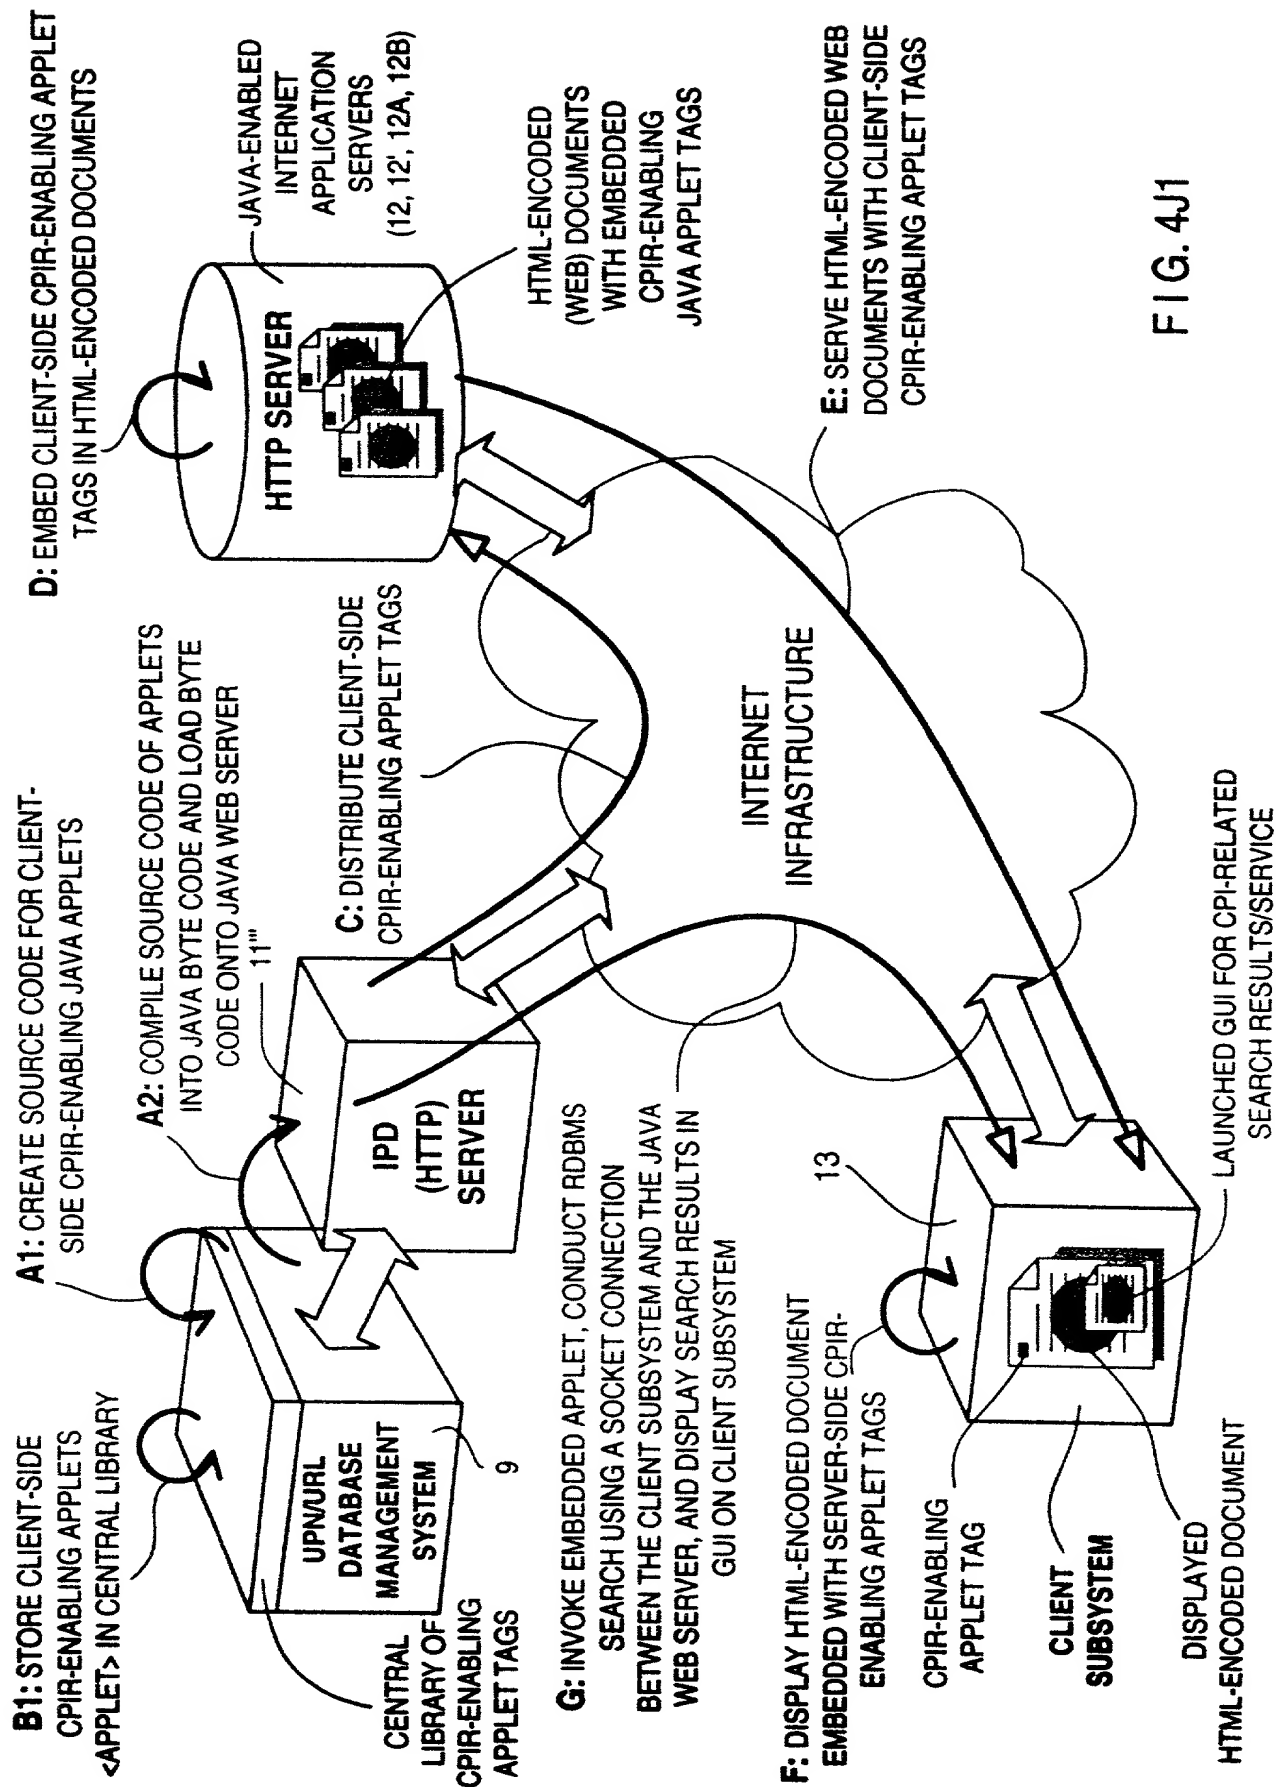 B1: STORE CLIENT-SIDE
CPIR-ENABLING APPLETS
<APPLET> IN CENTRAL LIBRARY
A1: CREATE SOURCE CODE FOR CLIENT-
SIDE CPIR-ENABLING JAVA APPLETS
A2: COMPILE SOURCE CODE OF APPLETS
INTO JAVA BYTE CODE AND LOAD BYTE
CODE ONTO JAVA WEB SERVER
11'''
D: EMBED CLIENT-SIDE CPIR-ENABLING APPLET
TAGS IN HTML-ENCODED DOCUMENTS
JAVA-ENABLED
INTERNET
APPLICATION
SERVERS
(12, 12', 12A, 12B)
HTTP SERVER
HTML-ENCODED
(WEB) DOCUMENTS
WITH EMBEDDED
CPIR-ENABLING
JAVA APPLET TAGS
C: DISTRIBUTE CLIENT-SIDE
CPIR-ENABLING APPLET TAGS
UPN/URL
DATABASE
MANAGEMENT
SYSTEM
9
IPD
(HTTP)
SERVER
CENTRAL
LIBRARY OF
CPIR-ENABLING
APPLET TAGS
G: INVOKE EMBEDDED APPLET, CONDUCT RDBMS
SEARCH USING A SOCKET CONNECTION
BETWEEN THE CLIENT SUBSYSTEM AND THE JAVA
WEB SERVER, AND DISPLAY SEARCH RESULTS IN
GUI ON CLIENT SUBSYSTEM
INTERNET
INFRASTRUCTURE
E: SERVE HTML-ENCODED WEB
DOCUMENTS WITH CLIENT-SIDE
CPIR-ENABLING APPLET TAGS
F: DISPLAY HTML-ENCODED DOCUMENT
EMBEDDED WITH SERVER-SIDE CPIR-
ENABLING APPLET TAGS
13
CPIR-ENABLING
APPLET TAG
CLIENT
SUBSYSTEM
DISPLAYED
HTML-ENCODED DOCUMENT
LAUNCHED GUI FOR CPI-RELATED
SEARCH RESULTS/SERVICE
FIG. 4J1